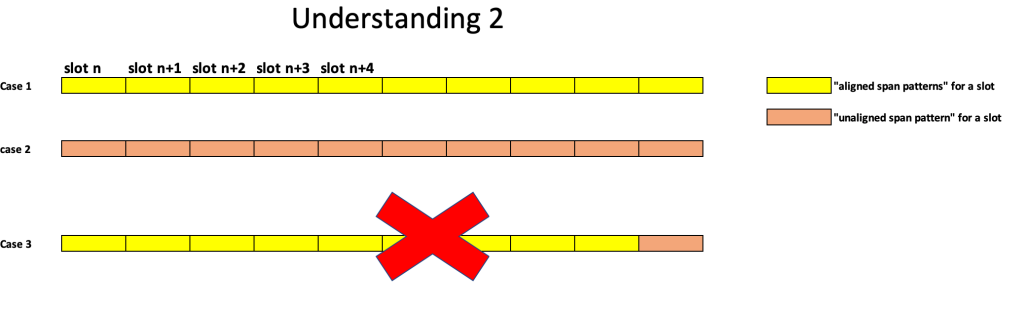 Understanding 2
slot n slot n+1 slot n+2 slot n+3 slot n+4
Case 1
"aligned span patterns" for a slot
"unaligned span pattern" for a slot
case 2
Case 3